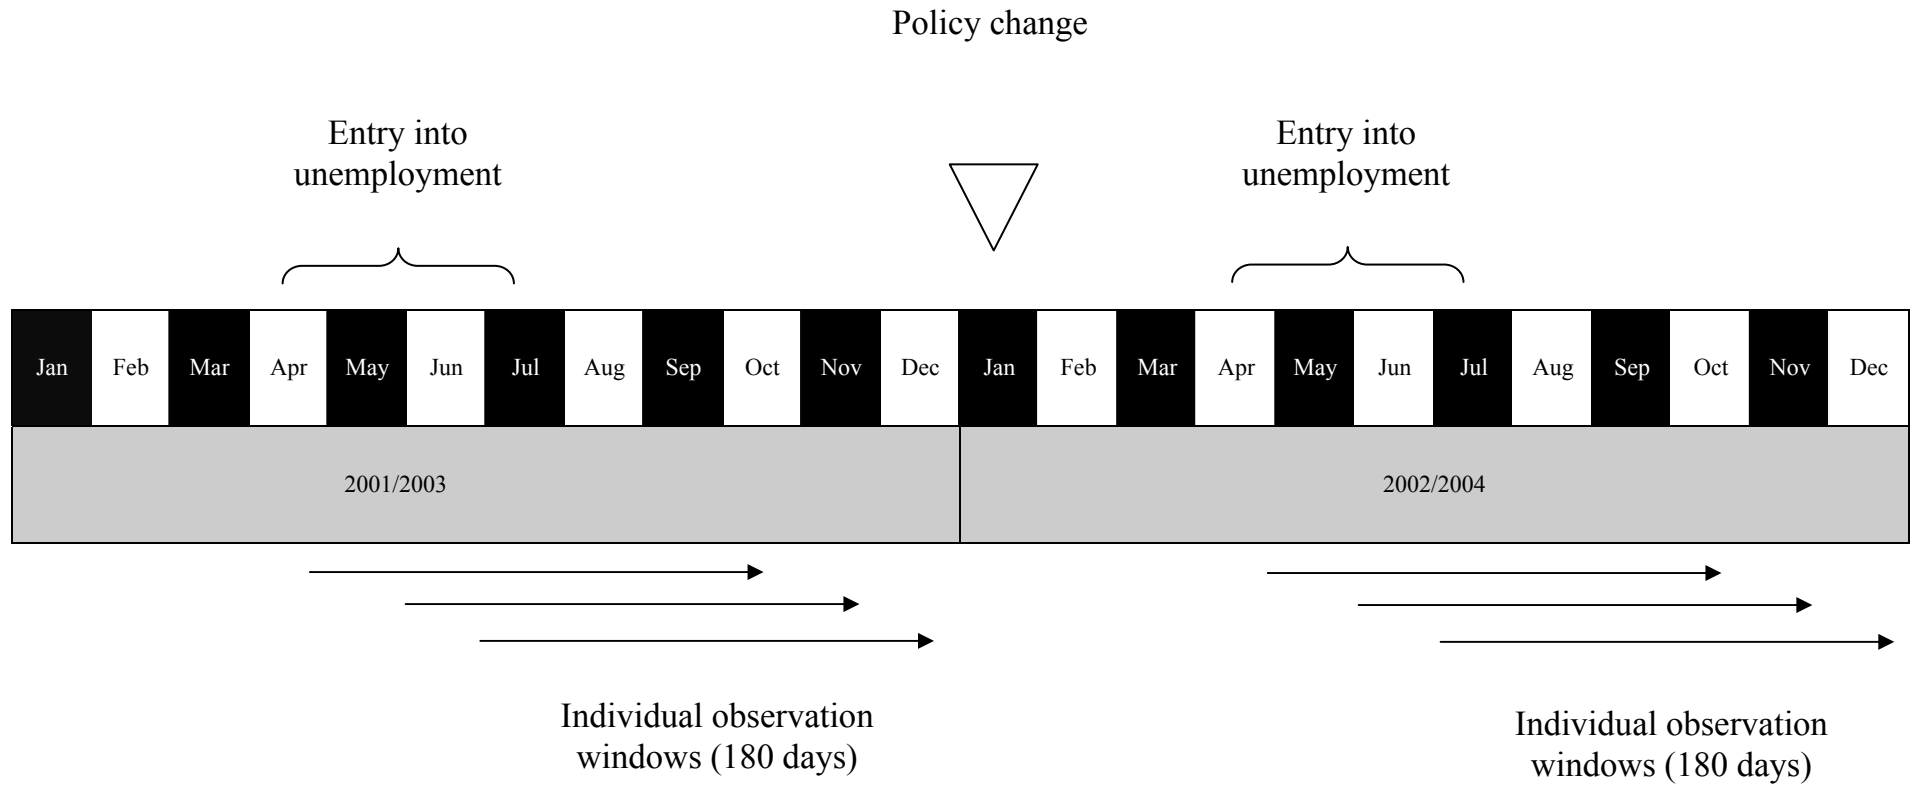 Policy change
Entry into
unemployment
Entry into
unemployment
Jan Feb Mar Apr May Jun Jul Aug Sep Oct Nov Dec Jan Feb Mar Apr May Jun Jul Aug Sep Oct Nov Dec
2001/2003 2002/2004
Individual observation
windows (180 days)
Individual observation
windows (180 days)